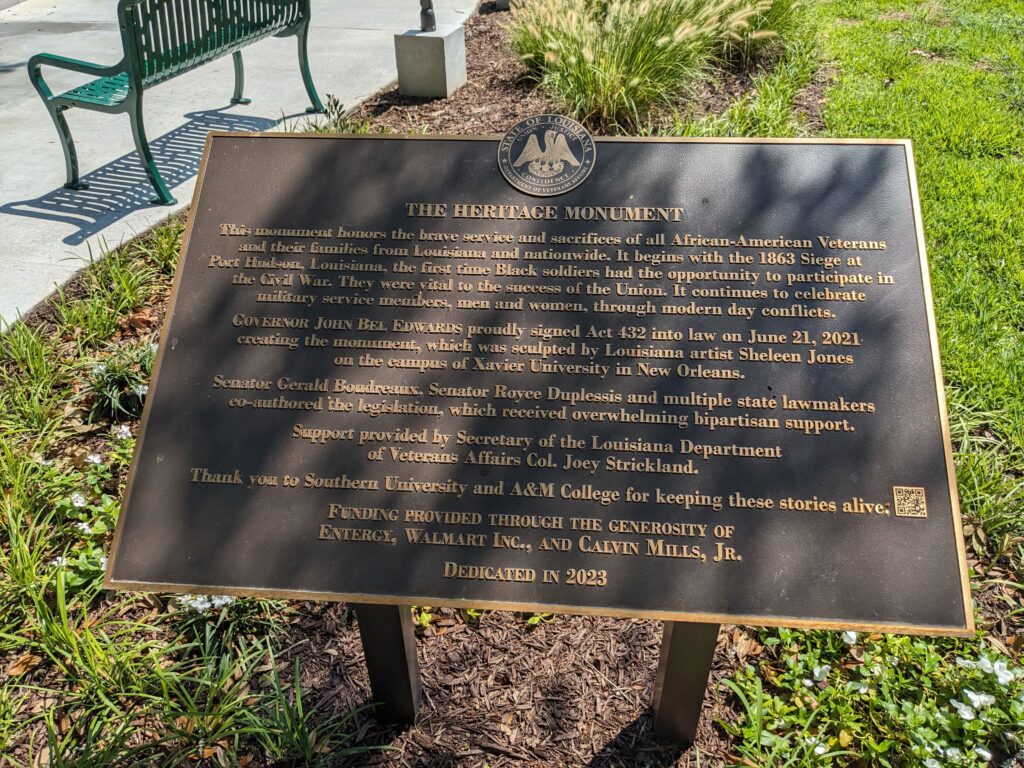 STATE OF LOUISIANA
CONFIDENCE
DEPARTMENT OF VETERANS AFFAIRS
THE HERITAGE MONUMENT
This monument honors the brave service and sacrifices of all African-American Veterans
and their families from Louisiana and nationwide. It begins with the 1863 Siege at
Port Hudson, Louisiana, the first time Black soldiers had the opportunity to participate in
the Civil War. They were vital to the success of the Union. It continues to celebrate
military service members, men and women, through modern day conflicts.
GOVERNOR JOHN BEL EDWARDS proudly signed Act 432 into law on June 21, 2021
creating the monument, which was sculpted by Louisiana artist Sheleen Jones
on the campus of Xavier University in New Orleans.
Senator Gerald Boudreaux, Senator Royce Duplessis and multiple state lawmakers
co-authored the legislation, which received overwhelming bipartisan support.
Support provided by Secretary of the Louisiana Department
of Veterans Affairs Col. Joey Strickland.
Thank you to Southern University and A&M College for keeping these stories alive.
FUNDING PROVIDED THROUGH THE GENEROSITY OF
ENTERGY, WALMART INC., AND CALVIN MILLS, JR.
DEDICATED IN 2023